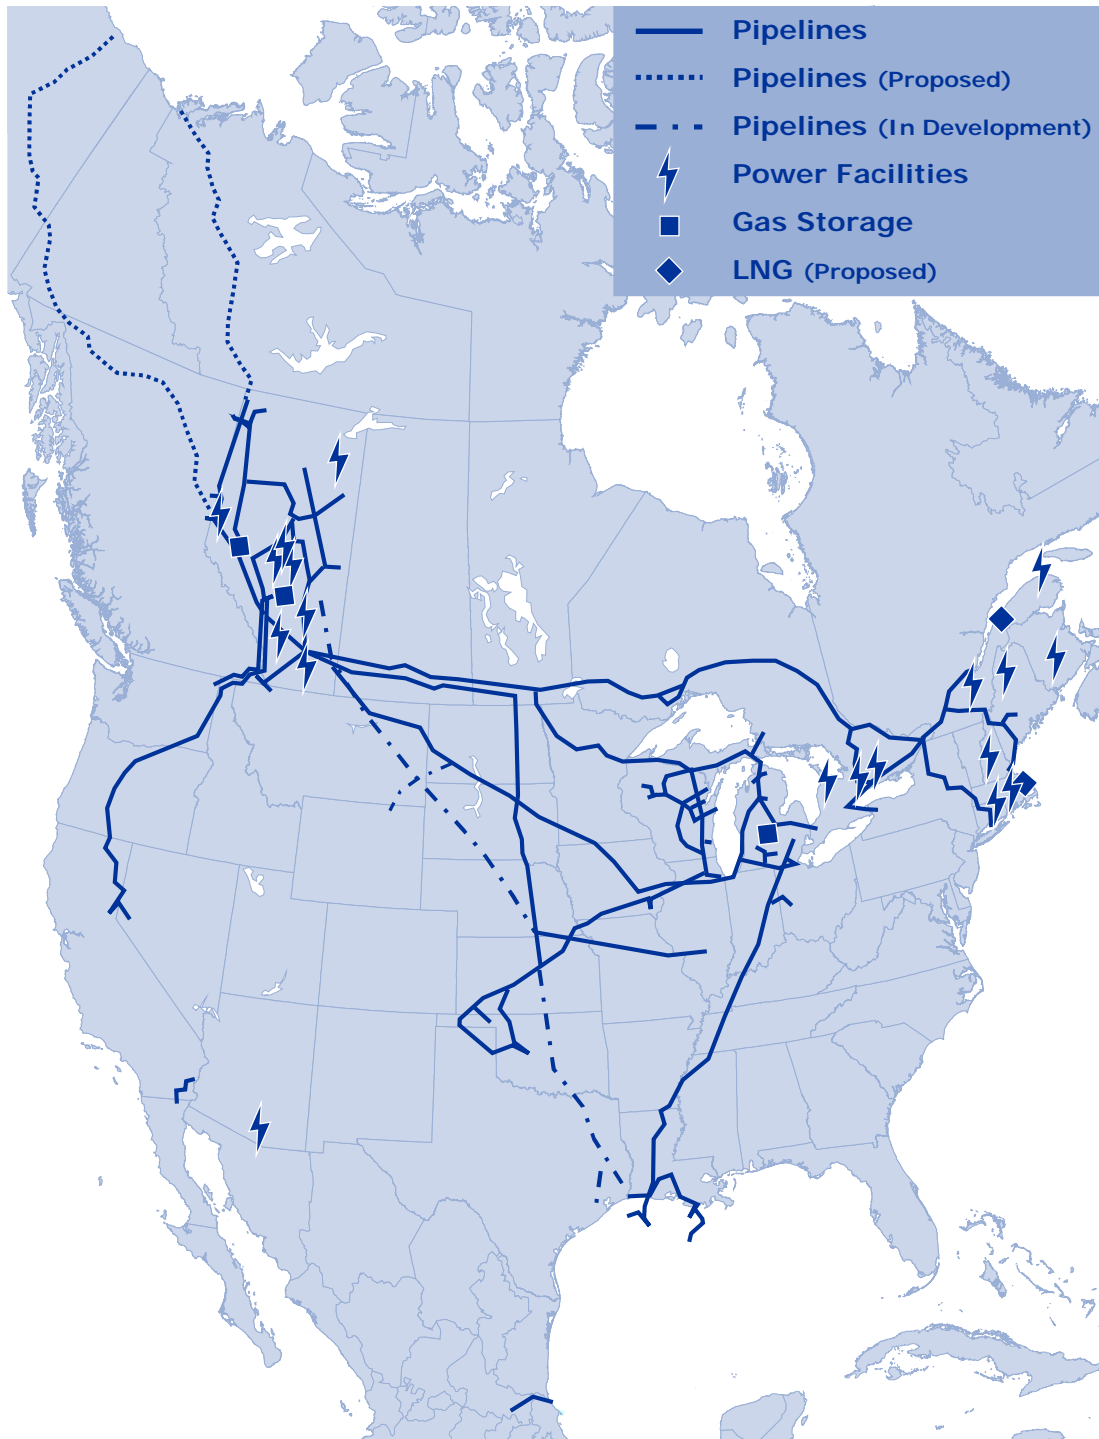 Pipelines
Pipelines (Proposed)
Pipelines (In Development)
Power Facilities
Gas Storage
LNG (Proposed)